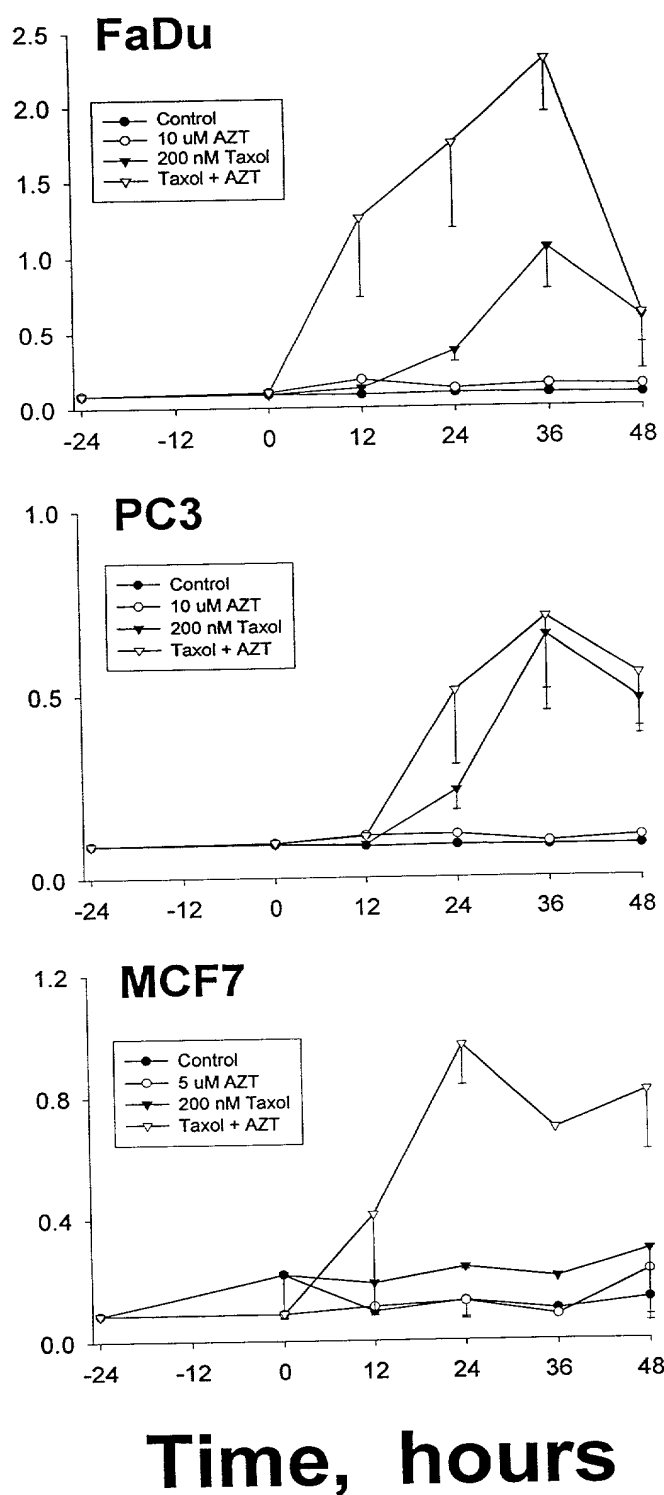 FaDu
2.5
Control
10 uM AZT
200 nM Taxol
Taxol + AZT
2.0
1.5
1.0
0.5
0.0
-24 -12 0 12 24 36 48
PC3
1.0
Control
10 uM AZT
200 nM Taxol
Taxol + AZT
0.5
0.0
-24 -12 0 12 24 36 48
MCF7
1.2
Control
5 uM AZT
200 nM Taxol
Taxol + AZT
0.8
0.4
0.0
-24 -12 0 12 24 36 48
Time, hours